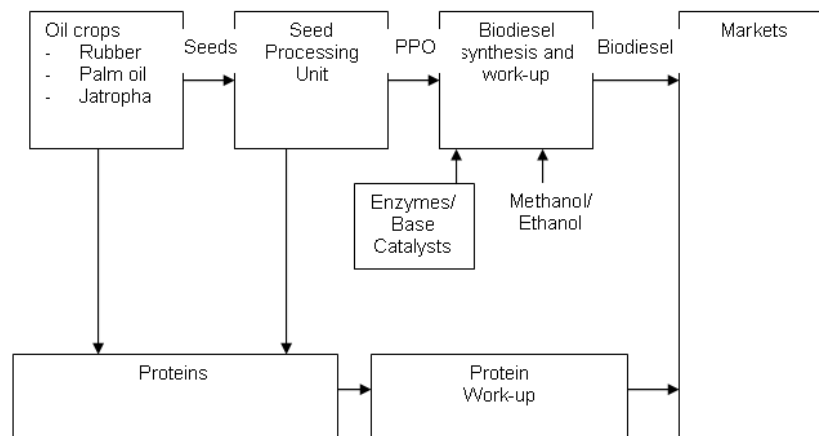 Oil crops
- Rubber
- Palm oil
- Jatropha
Seeds
Seed
Processing
Unit
PPO
Biodiesel
synthesis and
work-up
Biodiesel
Markets
Enzymes/
Base
Catalysts
Methanol/
Ethanol
Proteins
Protein
Work-up